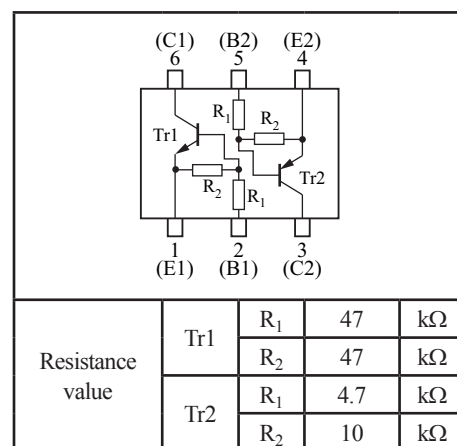 (C1) (B2) (E2)
6 5 4
R1
R2
Tr1
Tr2
R2
R1
1 2 3
(E1) (B1) (C2)
Resistance value Tr1 R1 47 kΩ
R2 47 kΩ
Tr2 R1 4.7 kΩ
R2 10 kΩ